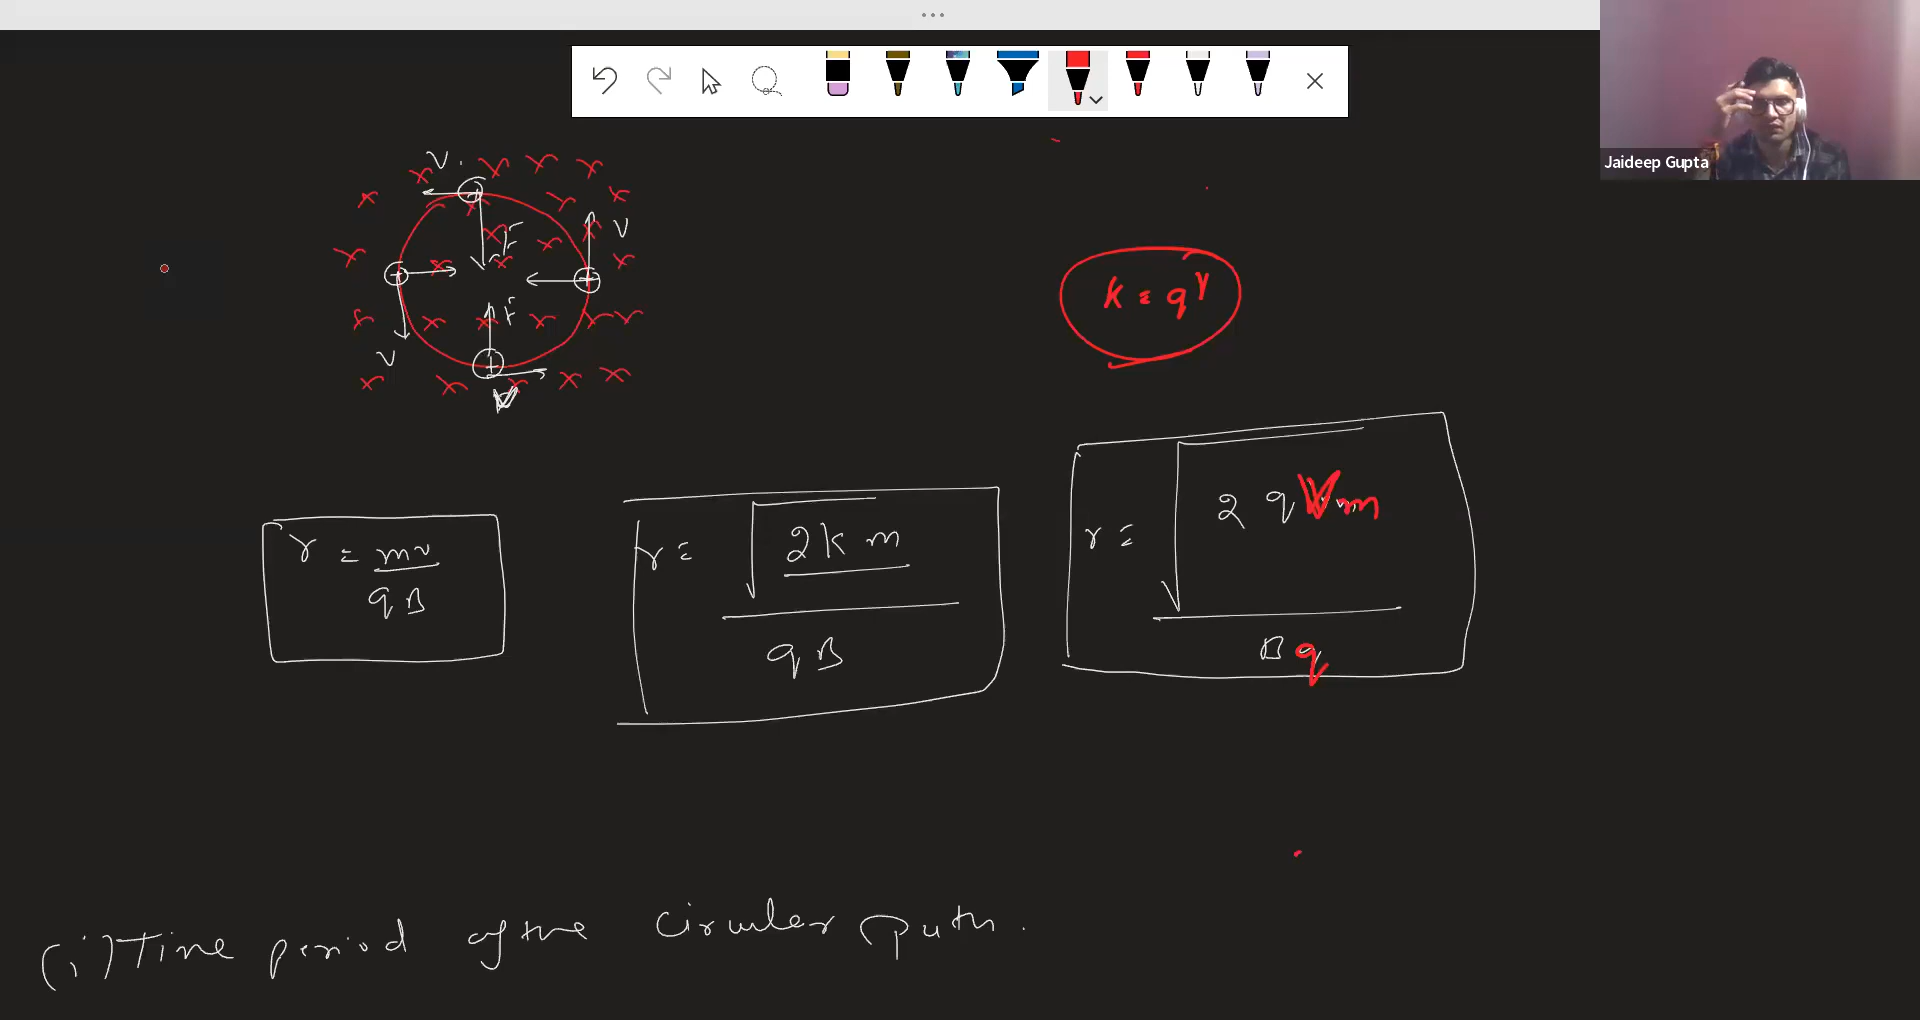 Jaideep Gupta
V
F
V
F
V
V
k = qV
r = mv / qB
r = √2km / qB
r = √2qVm / Bq
(i) Time period of the circular path.